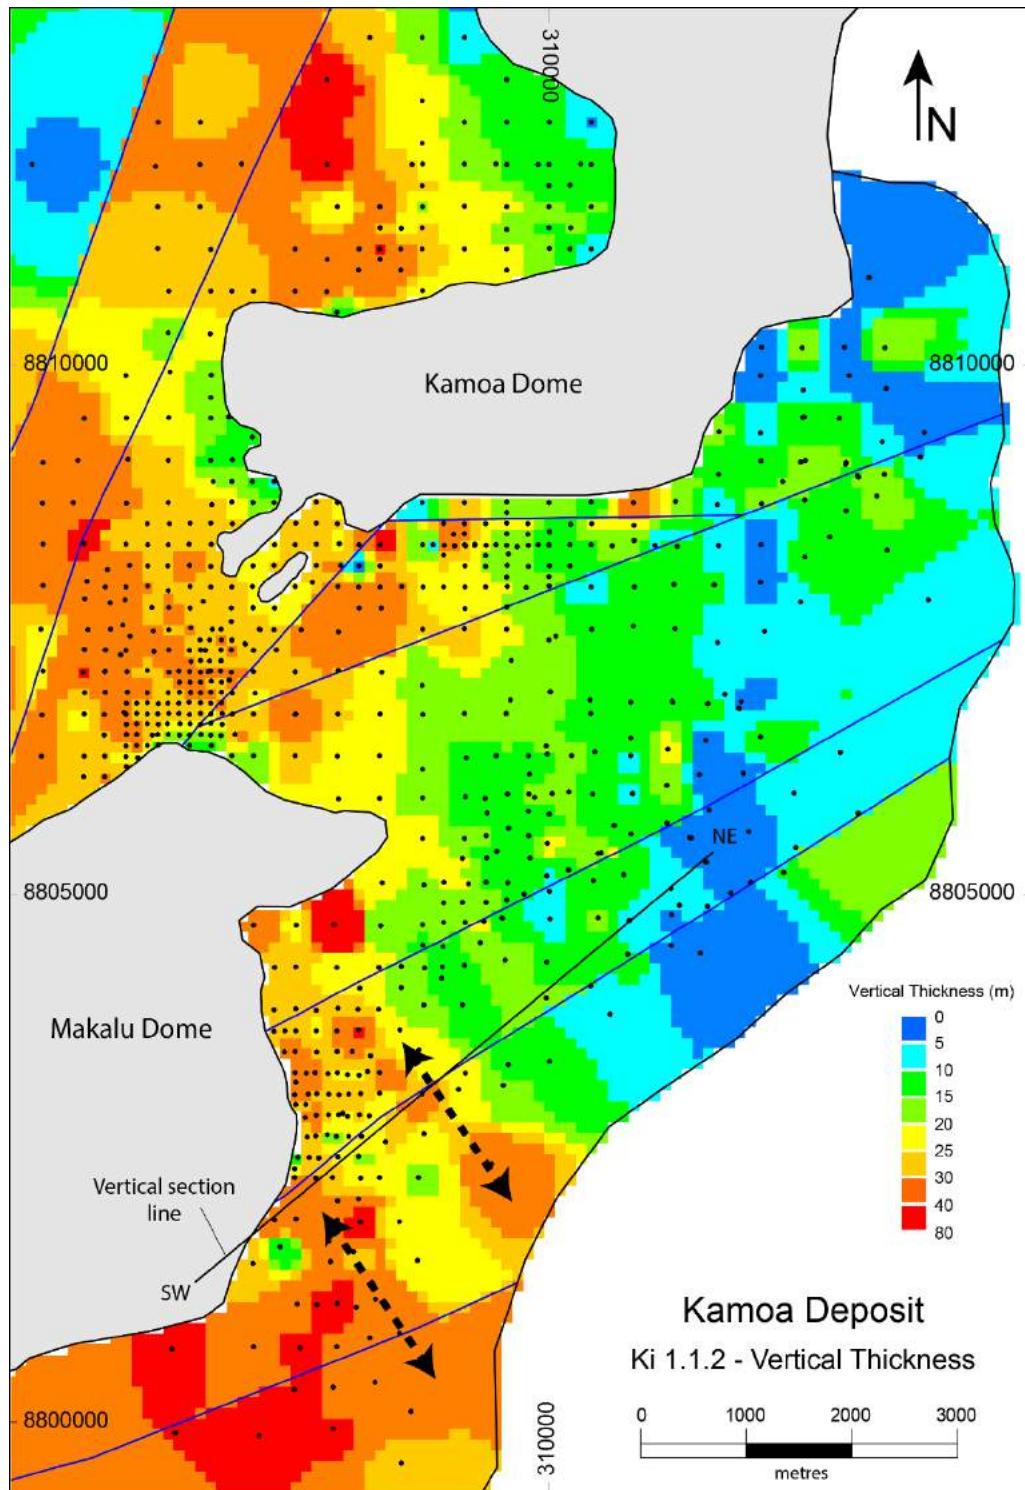 310000
N
8810000
8810000
Kamoa Dome
NE
8805000
8805000
Vertical Thickness (m)
0
5
10
15
20
25
30
40
80
Makalu Dome
Vertical section
line
SW
Kamoa Deposit
Ki 1.1.2 - Vertical Thickness
8800000
310000
0 1000 2000 3000
metres